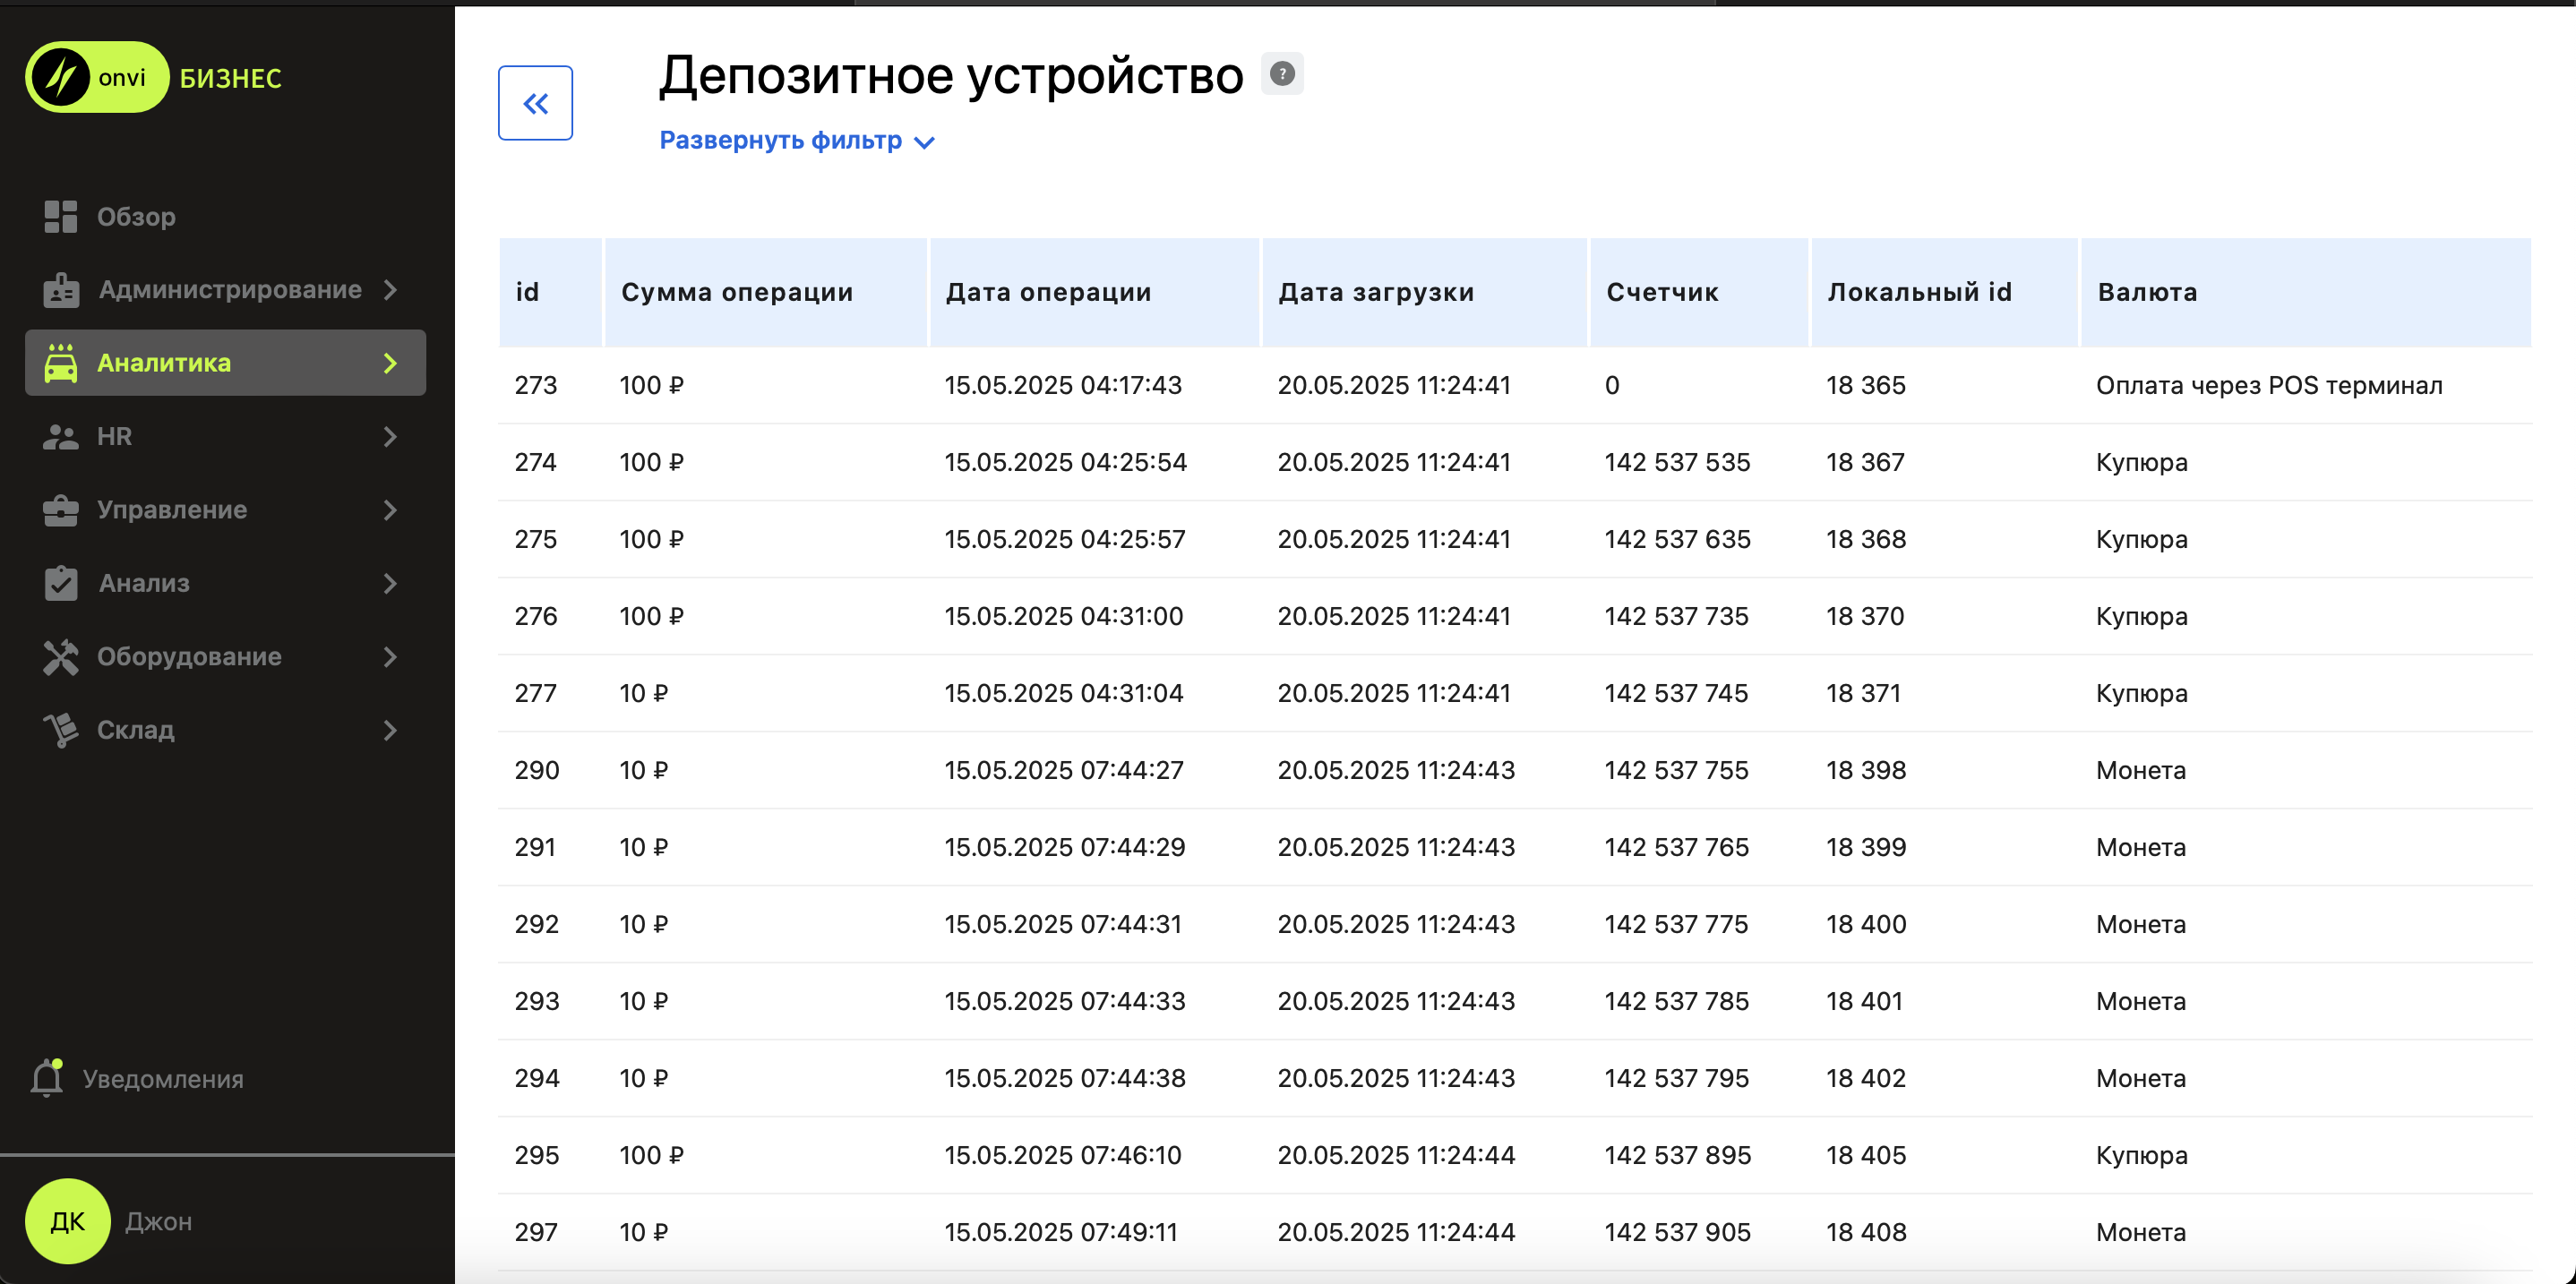 onvi БИЗНЕС
Обзор
Администрирование
Аналитика
HR
Управление
Анализ
Оборудование
Склад
Уведомления
ДК Джон
Депозитное устройство ?
Развернуть фильтр
id Сумма операции Дата операции Дата загрузки Счетчик Локальный id Валюта
273 100 ₽ 15.05.2025 04:17:43 20.05.2025 11:24:41 0 18 365 Оплата через POS терминал
274 100 ₽ 15.05.2025 04:25:54 20.05.2025 11:24:41 142 537 535 18 367 Купюра
275 100 ₽ 15.05.2025 04:25:57 20.05.2025 11:24:41 142 537 635 18 368 Купюра
276 100 ₽ 15.05.2025 04:31:00 20.05.2025 11:24:41 142 537 735 18 370 Купюра
277 10 ₽ 15.05.2025 04:31:04 20.05.2025 11:24:41 142 537 745 18 371 Купюра
290 10 ₽ 15.05.2025 07:44:27 20.05.2025 11:24:43 142 537 755 18 398 Монета
291 10 ₽ 15.05.2025 07:44:29 20.05.2025 11:24:43 142 537 765 18 399 Монета
292 10 ₽ 15.05.2025 07:44:31 20.05.2025 11:24:43 142 537 775 18 400 Монета
293 10 ₽ 15.05.2025 07:44:33 20.05.2025 11:24:43 142 537 785 18 401 Монета
294 10 ₽ 15.05.2025 07:44:38 20.05.2025 11:24:43 142 537 795 18 402 Монета
295 100 ₽ 15.05.2025 07:46:10 20.05.2025 11:24:44 142 537 895 18 405 Купюра
297 10 ₽ 15.05.2025 07:49:11 20.05.2025 11:24:44 142 537 905 18 408 Монета